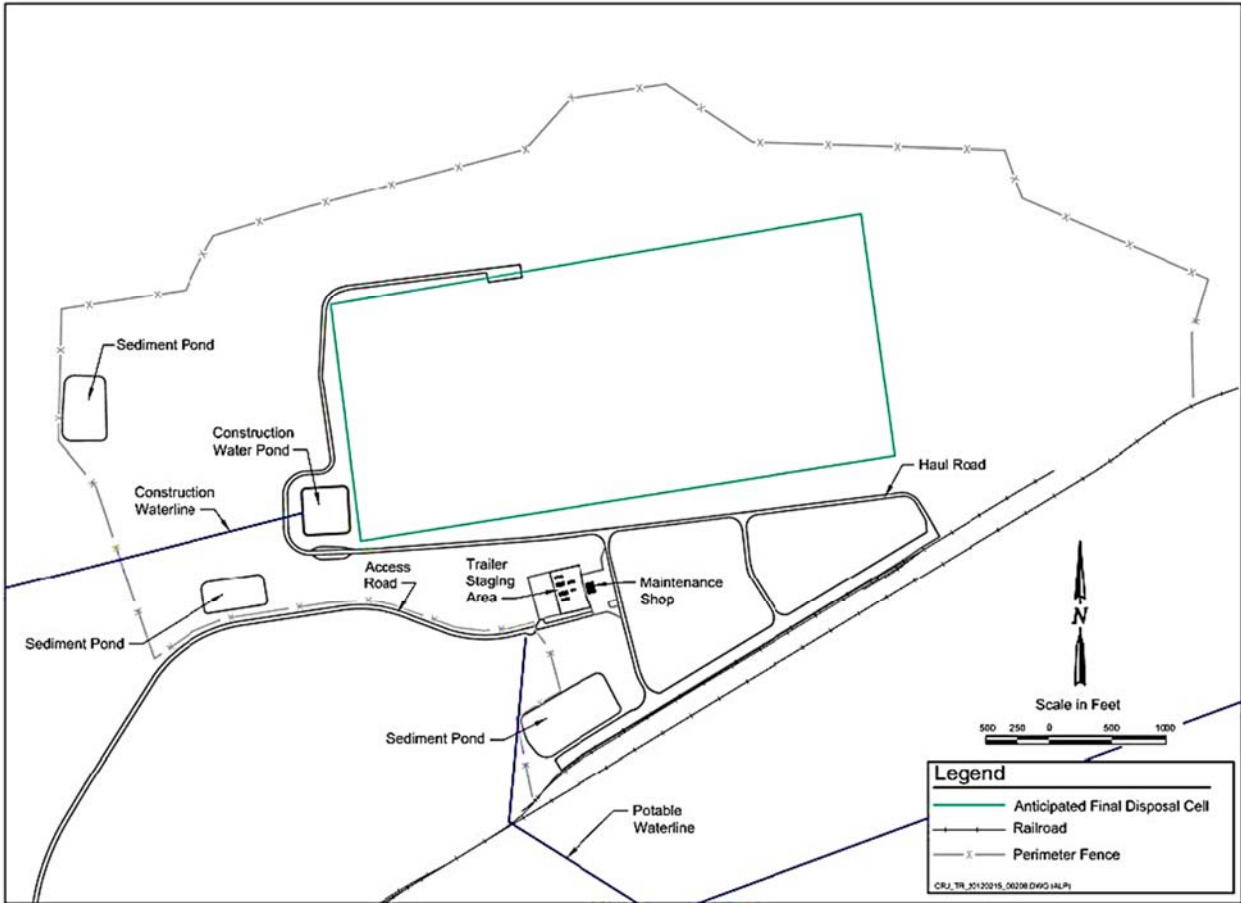 Sediment Pond
Construction
Water Pond
Haul Road
Construction
Waterline
Access
Road
Trailer
Staging
Area
Maintenance
Shop
Sediment Pond
N
Sediment Pond
Scale in Feet
500 250 0 500 1000
Legend
Anticipated Final Disposal Cell
Railroad
Perimeter Fence
Potable
Waterline